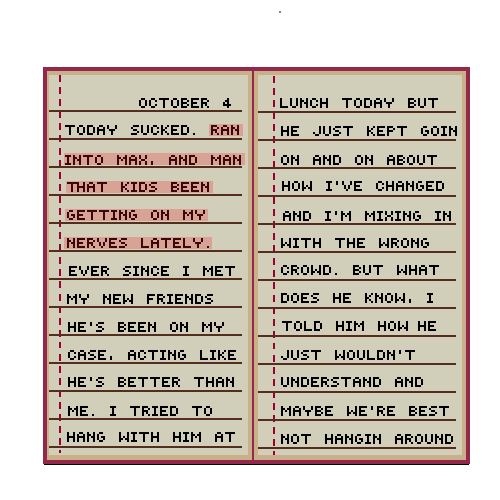 OCTOBER 4
TODAY SUCKED. RAN
INTO MAX. AND MAN
THAT KIDS BEEN
GETTING ON MY
NERVES LATELY.
EVER SINCE I MET
MY NEW FRIENDS
HE'S BEEN ON MY
CASE. ACTING LIKE
HE'S BETTER THAN
ME. I TRIED TO
HANG WITH HIM AT
LUNCH TODAY BUT
HE JUST KEPT GOIN
ON AND ON ABOUT
HOW I'VE CHANGED
AND I'M MIXING IN
WITH THE WRONG
CROWD. BUT WHAT
DOES HE KNOW. I
TOLD HIM HOW HE
JUST WOULDN'T
UNDERSTAND AND
MAYBE WE'RE BEST
NOT HANGIN AROUND